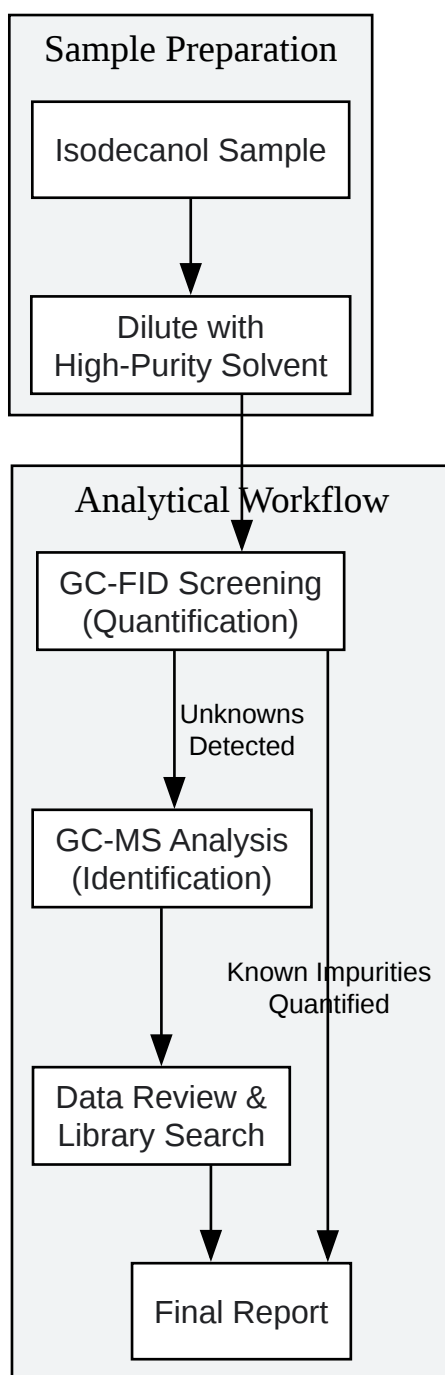 Sample Preparation
Isodecanol Sample
Dilute with
High-Purity Solvent
Analytical Workflow
GC-FID Screening
(Quantification)
Unknowns
Detected
GC-MS Analysis
(Identification)
Known Impurities
Quantified
Data Review &
Library Search
Final Report